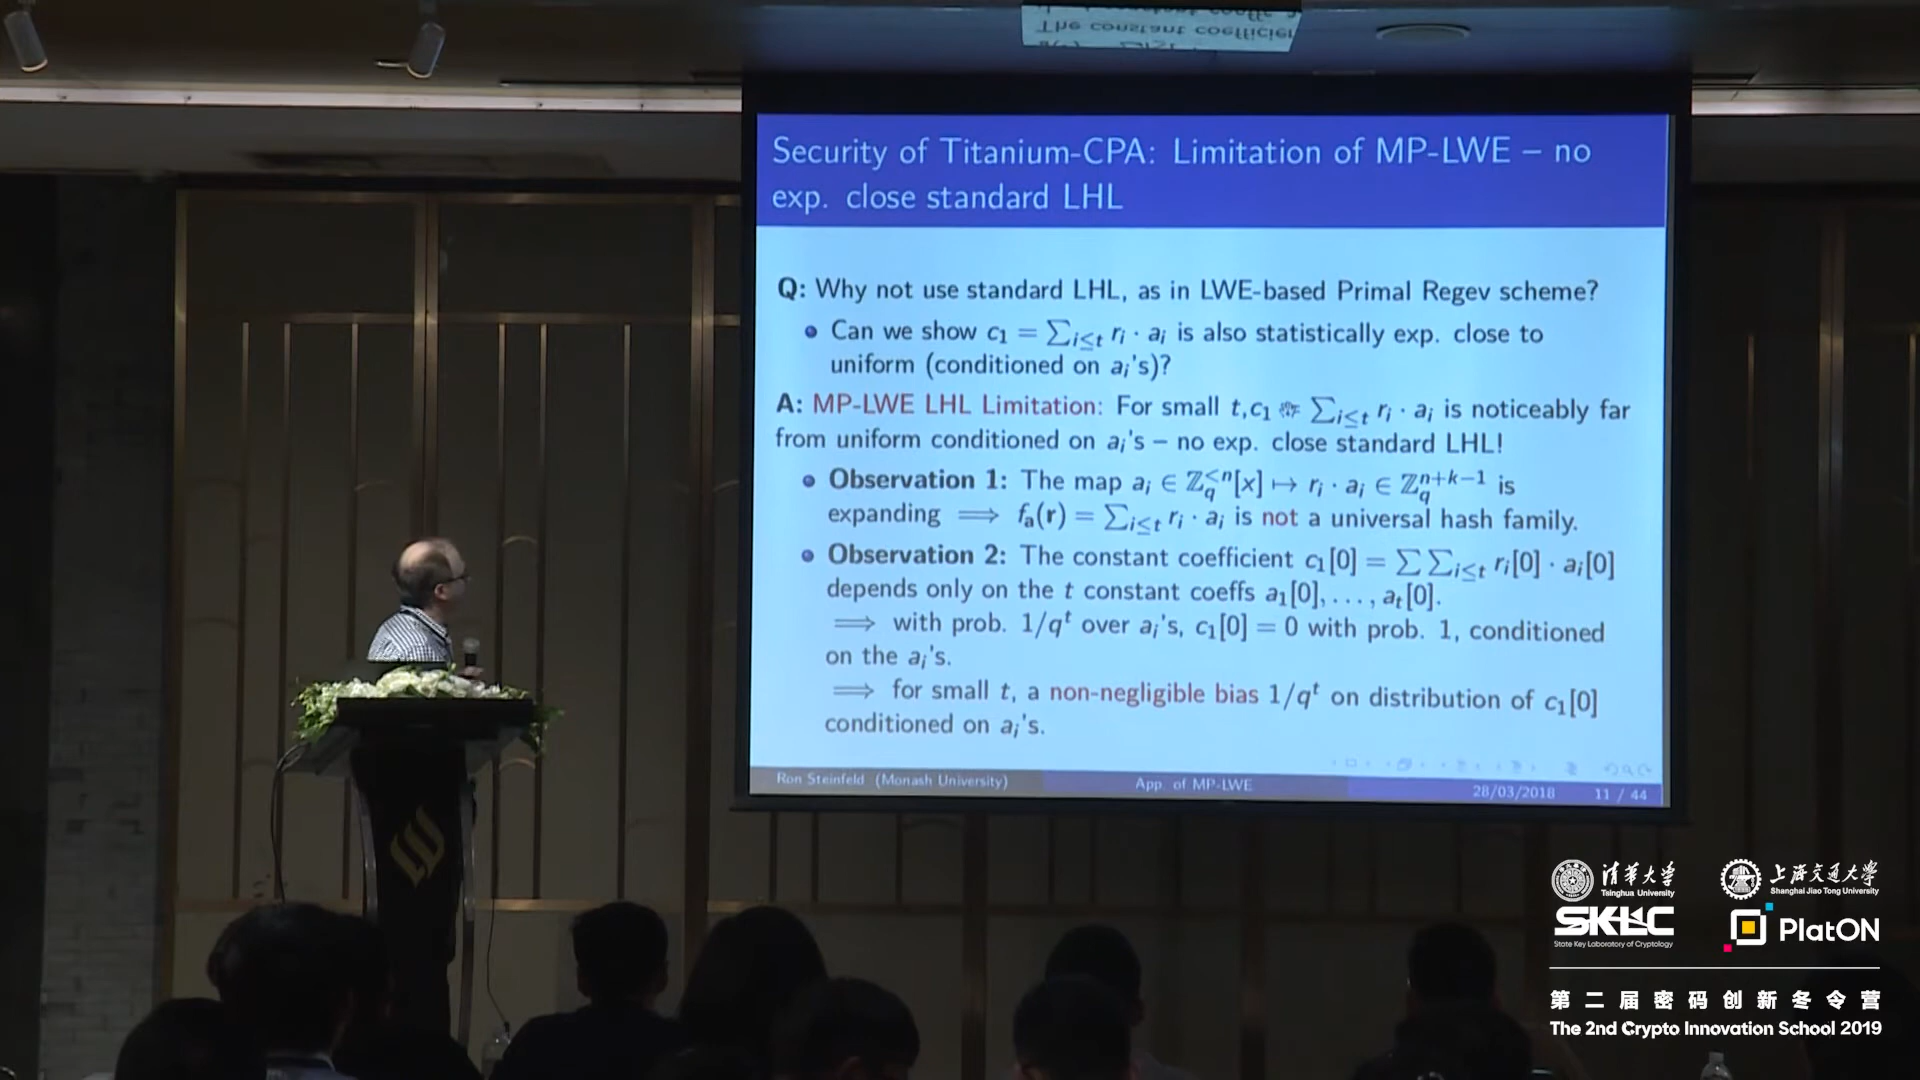 The constant coefficien
Security of Titanium-CPA: Limitation of MP-LWE – no
exp. close standard LHL
Q: Why not use standard LHL, as in LWE-based Primal Regev scheme?
Can we show c₁ = ∑_{i≤t} rᵢ · aᵢ is also statistically exp. close to
uniform (conditioned on aᵢ's)?
A: MP-LWE LHL Limitation: For small t,c₁ ∑_{i≤t} rᵢ · aᵢ is noticeably far
from uniform conditioned on aᵢ's – no exp. close standard LHL!
Observation 1: The map aᵢ ∈ ℤ_q^{<n}[x] ↦ rᵢ · aᵢ ∈ ℤ_q^{n+k−1} is
expanding ⟹ f_a(r) = ∑_{i≤t} rᵢ · aᵢ is not a universal hash family.
Observation 2: The constant coefficient c₁[0] = ∑ ∑_{i≤t} rᵢ[0] · aᵢ[0]
depends only on the t constant coeffs a₁[0], . . . , a_t[0].
⟹ with prob. 1/q^t over aᵢ's, c₁[0] = 0 with prob. 1, conditioned
on the aᵢ's.
⟹ for small t, a non-negligible bias 1/q^t on distribution of c₁[0]
conditioned on aᵢ's.
Ron Steinfeld (Monash University) App. of MP-LWE 28/03/2018 11 / 44
清华大学 上海交通大学
Tsinghua University Shanghai Jiao Tong University
SKLC PlatON
State Key Laboratory of Cryptology
第二届密码创新冬令营
The 2nd Crypto Innovation School 2019